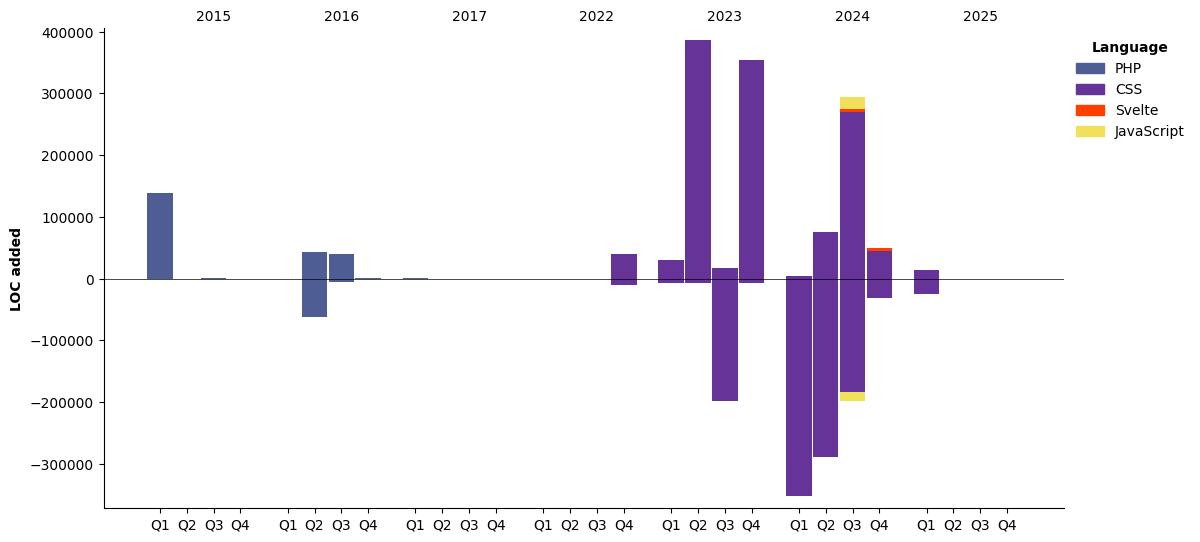 2015 2016 2017 2022 2023 2024 2025
Language
PHP
CSS
Svelte
JavaScript
LOC added
400000
300000
200000
100000
0
−100000
−200000
−300000
Q1 Q2 Q3 Q4 Q1 Q2 Q3 Q4 Q1 Q2 Q3 Q4 Q1 Q2 Q3 Q4 Q1 Q2 Q3 Q4 Q1 Q2 Q3 Q4 Q1 Q2 Q3 Q4